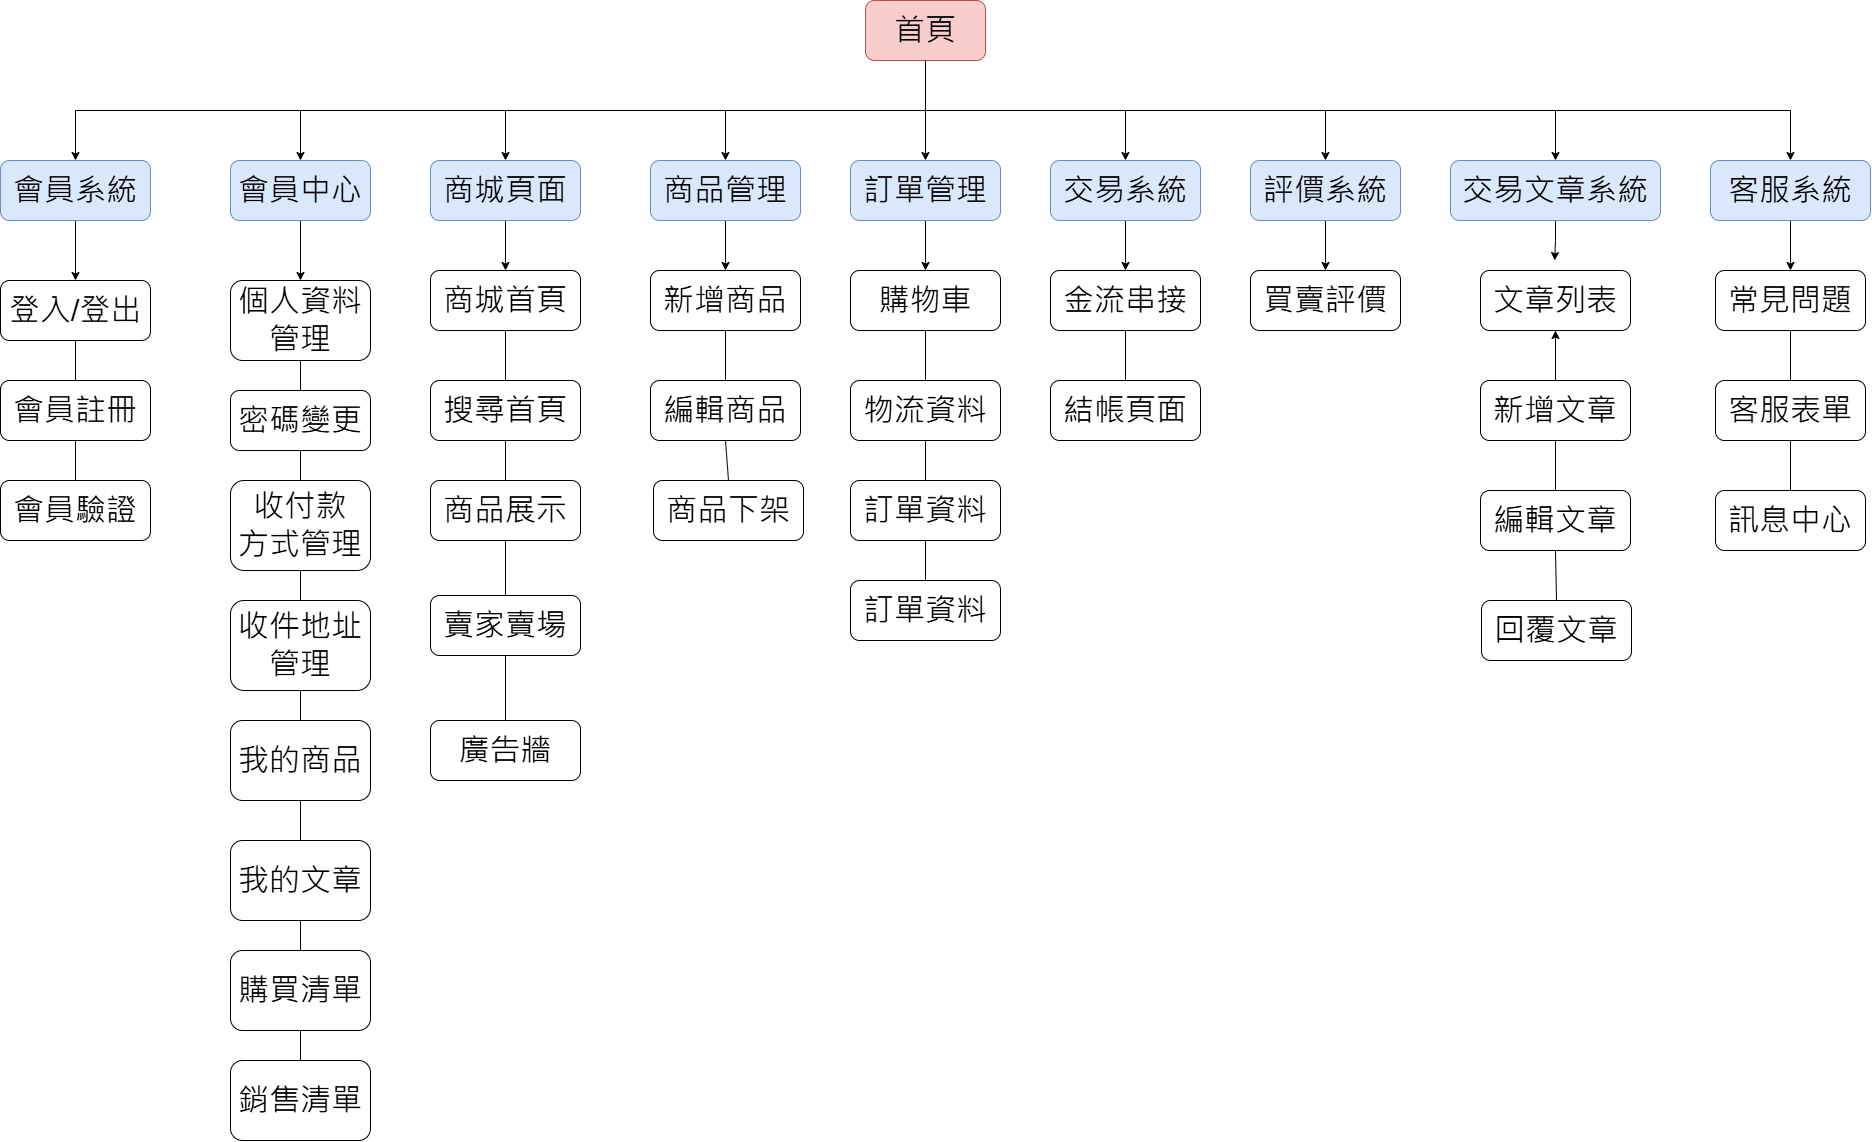 首頁
會員系統
會員中心
商城頁面
商品管理
訂單管理
交易系統
評價系統
交易文章系統
客服系統
登入/登出
會員註冊
會員驗證
個人資料
管理
密碼變更
收付款
方式管理
收件地址
管理
我的商品
我的文章
購買清單
銷售清單
商城首頁
搜尋首頁
商品展示
賣家賣場
廣告牆
新增商品
編輯商品
商品下架
購物車
物流資料
訂單資料
訂單資料
金流串接
結帳頁面
買賣評價
文章列表
新增文章
編輯文章
回覆文章
常見問題
客服表單
訊息中心